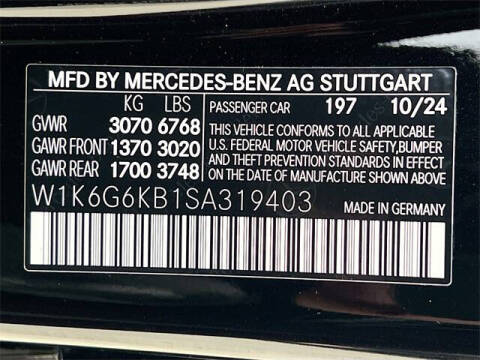 MFD BY MERCEDES-BENZ AG STUTTGART
KG LBS PASSENGER CAR 197 10/24
GVWR 3070 6768
GAWR FRONT 1370 3020
GAWR REAR 1700 3748
THIS VEHICLE CONFORMS TO ALL APPLICABLE
U.S. FEDERAL MOTOR VEHICLE SAFETY,BUMPER
AND THEFT PREVENTION STANDARDS IN EFFECT
ON THE DATE OF MANUFACTURE SHOWN ABOVE.
W1K6G6KB1SA319403 MADE IN GERMANY